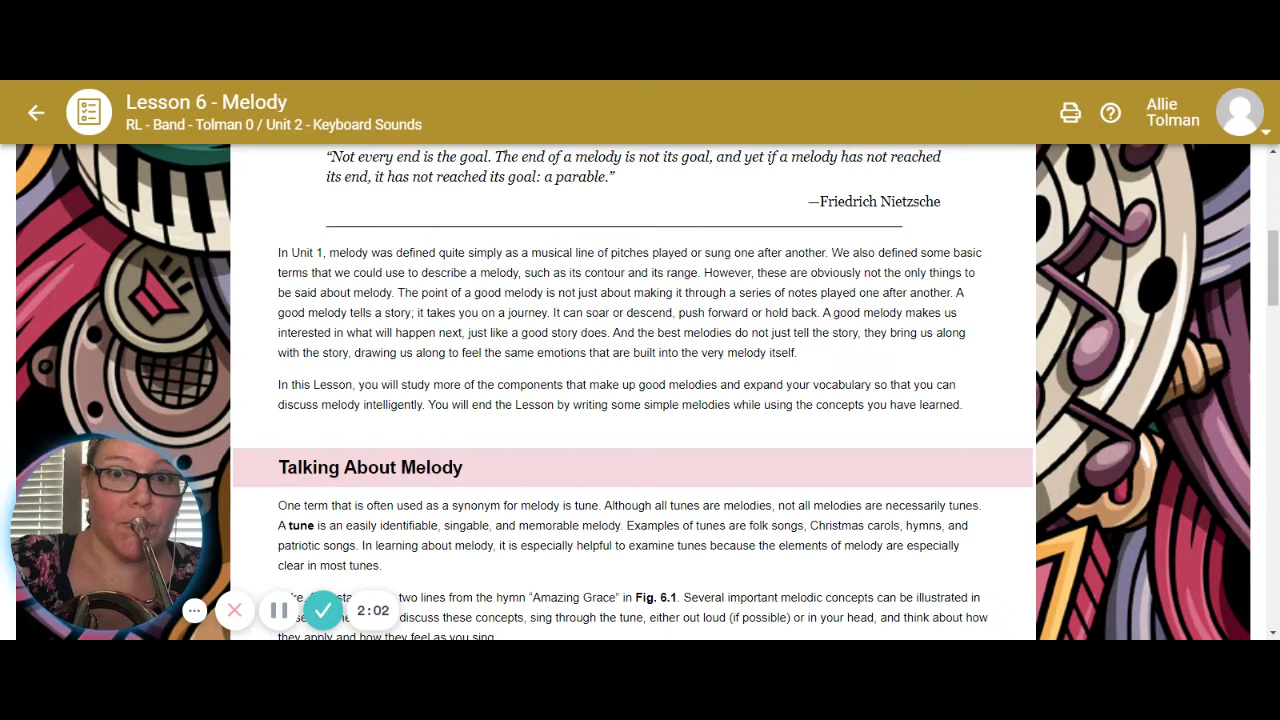 Lesson 6 - Melody
RL - Band - Tolman 0 / Unit 2 - Keyboard Sounds
Allie
Tolman
“Not every end is the goal. The end of a melody is not its goal, and yet if a melody has not reached
its end, it has not reached its goal: a parable.”
—Friedrich Nietzsche
In Unit 1, melody was defined quite simply as a musical line of pitches played or sung one after another. We also defined some basic
terms that we could use to describe a melody, such as its contour and its range. However, these are obviously not the only things to
be said about melody. The point of a good melody is not just about making it through a series of notes played one after another. A
good melody tells a story; it takes you on a journey. It can soar or descend, push forward or hold back. A good melody makes us
interested in what will happen next, just like a good story does. And the best melodies do not just tell the story, they bring us along
with the story, drawing us along to feel the same emotions that are built into the very melody itself.
In this Lesson, you will study more of the components that make up good melodies and expand your vocabulary so that you can
discuss melody intelligently. You will end the Lesson by writing some simple melodies while using the concepts you have learned.
Talking About Melody
One term that is often used as a synonym for melody is tune. Although all tunes are melodies, not all melodies are necessarily tunes.
A tune is an easily identifiable, singable, and memorable melody. Examples of tunes are folk songs, Christmas carols, hymns, and
patriotic songs. In learning about melody, it is especially helpful to examine tunes because the elements of melody are especially
clear in most tunes.
two lines from the hymn “Amazing Grace” in Fig. 6.1. Several important melodic concepts can be illustrated in
discuss these concepts, sing through the tune, either out loud (if possible) or in your head, and think about how
they apply and how they feel as you sing.
2:02